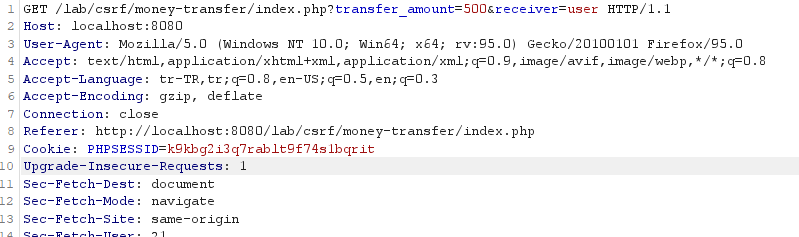 1 GET /lab/csrf/money-transfer/index.php?transfer_amount=500&receiver=user HTTP/1.1
2 Host: localhost:8080
3 User-Agent: Mozilla/5.0 (Windows NT 10.0; Win64; x64; rv:95.0) Gecko/20100101 Firefox/95.0
4 Accept: text/html,application/xhtml+xml,application/xml;q=0.9,image/avif,image/webp,*/*;q=0.8
5 Accept-Language: tr-TR,tr;q=0.8,en-US;q=0.5,en;q=0.3
6 Accept-Encoding: gzip, deflate
7 Connection: close
8 Referer: http://localhost:8080/lab/csrf/money-transfer/index.php
9 Cookie: PHPSESSID=k9kbg2i3q7rablt9f74s1bqrit
10 Upgrade-Insecure-Requests: 1
11 Sec-Fetch-Dest: document
12 Sec-Fetch-Mode: navigate
13 Sec-Fetch-Site: same-origin
14 Sec-Fetch-User: